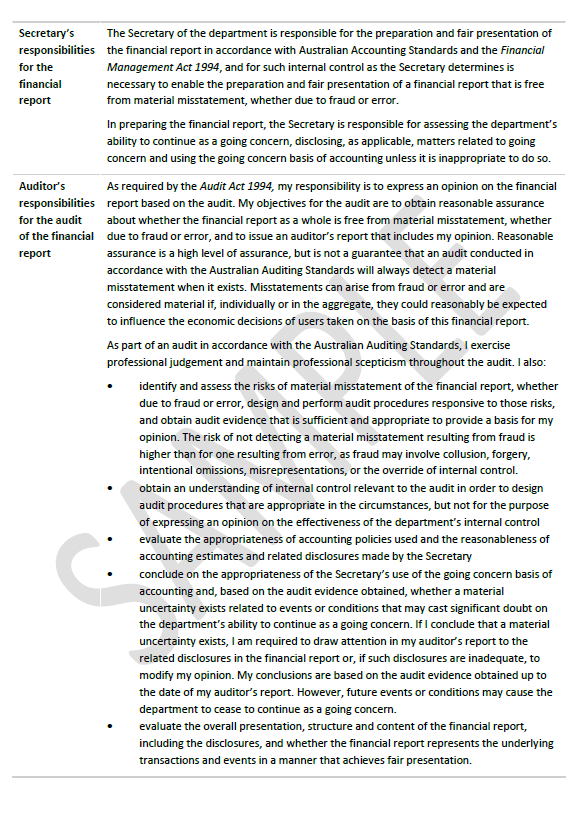 Secretary's
responsibilities
for the
financial
report
The Secretary of the department is responsible for the preparation and fair presentation of
the financial report in accordance with Australian Accounting Standards and the Financial
Management Act 1994, and for such internal control as the Secretary determines is
necessary to enable the preparation and fair presentation of a financial report that is free
from material misstatement, whether due to fraud or error.
In preparing the financial report, the Secretary is responsible for assessing the department's
ability to continue as a going concern, disclosing, as applicable, matters related to going
concern and using the going concern basis of accounting unless it is inappropriate to do so.
Auditor's
responsibilities
for the audit
of the financial
report
As required by the Audit Act 1994, my responsibility is to express an opinion on the financial
report based on the audit. My objectives for the audit are to obtain reasonable assurance
about whether the financial report as a whole is free from material misstatement, whether
due to fraud or error, and to issue an auditor's report that includes my opinion. Reasonable
assurance is a high level of assurance, but is not a guarantee that an audit conducted in
accordance with the Australian Auditing Standards will always detect a material
misstatement when it exists. Misstatements can arise from fraud or error and are
considered material if, individually or in the aggregate, they could reasonably be expected
to influence the economic decisions of users taken on the basis of this financial report.
As part of an audit in accordance with the Australian Auditing Standards, I exercise
professional judgement and maintain professional scepticism throughout the audit. I also:
• identify and assess the risks of material misstatement of the financial report, whether
due to fraud or error, design and perform audit procedures responsive to those risks,
and obtain audit evidence that is sufficient and appropriate to provide a basis for my
opinion. The risk of not detecting a material misstatement resulting from fraud is
higher than for one resulting from error, as fraud may involve collusion, forgery,
intentional omissions, misrepresentations, or the override of internal control.
• obtain an understanding of internal control relevant to the audit in order to design
audit procedures that are appropriate in the circumstances, but not for the purpose
of expressing an opinion on the effectiveness of the department's internal control
• evaluate the appropriateness of accounting policies used and the reasonableness of
accounting estimates and related disclosures made by the Secretary
• conclude on the appropriateness of the Secretary's use of the going concern basis of
accounting and, based on the audit evidence obtained, whether a material
uncertainty exists related to events or conditions that may cast significant doubt on
the department's ability to continue as a going concern. If I conclude that a material
uncertainty exists, I am required to draw attention in my auditor's report to the
related disclosures in the financial report or, if such disclosures are inadequate, to
modify my opinion. My conclusions are based on the audit evidence obtained up to
the date of my auditor's report. However, future events or conditions may cause the
department to cease to continue as a going concern.
• evaluate the overall presentation, structure and content of the financial report,
including the disclosures, and whether the financial report represents the underlying
transactions and events in a manner that achieves fair presentation.
SAMPLE